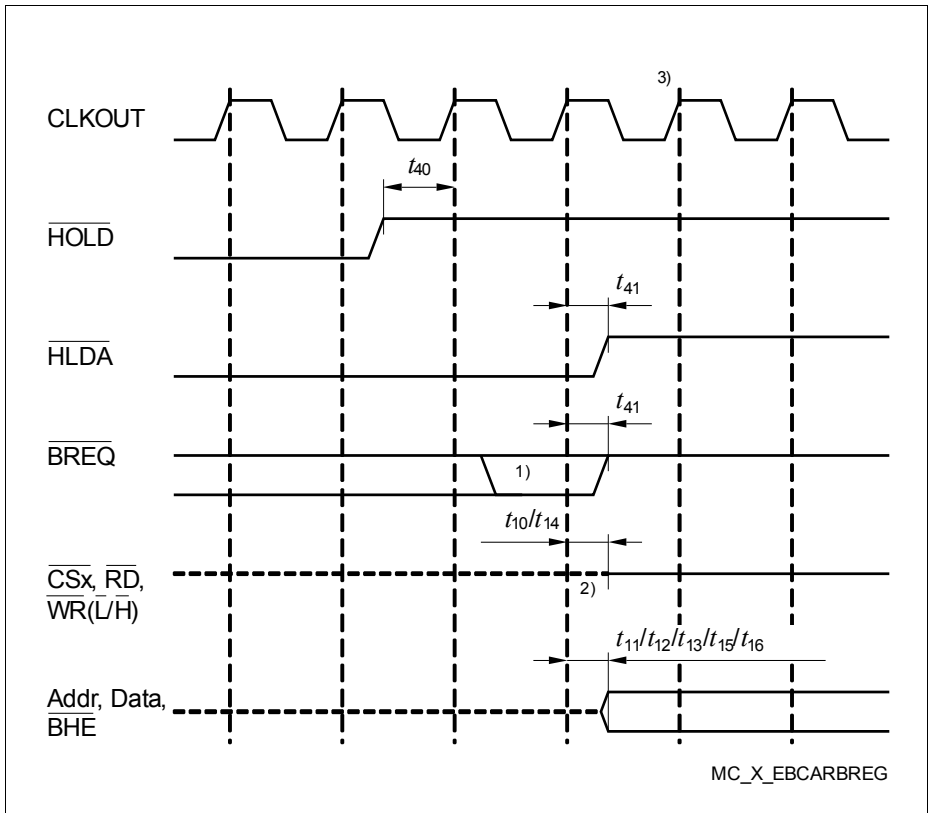 3)
CLKOUT
t40
HOLD
t41
HLDA
t41
BREQ
1)
t10/t14
CSx, RD,
WR(L/H)
2)
t11/t12/t13/t15/t16
Addr, Data,
BHE
MC_X_EBCARBREG